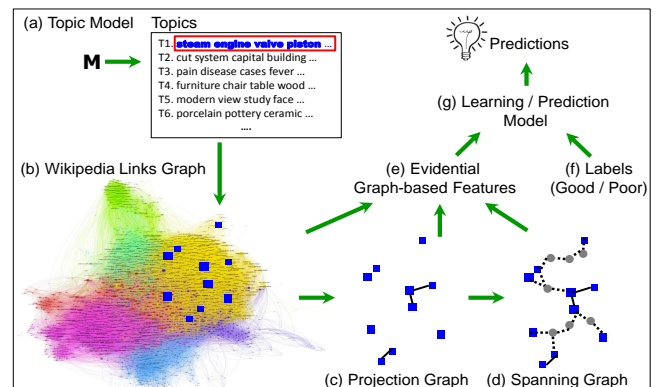 (a) Topic Model
Topics
T1. steam engine valve piston ...
T2. cut system capital building ...
T3. pain disease cases fever ...
T4. furniture chair table wood ...
T5. modern view study face ...
T6. porcelain pottery ceramic ...
....
M
Predictions
(g) Learning / Prediction
Model
(b) Wikipedia Links Graph
(e) Evidential
Graph-based Features
(f) Labels
(Good / Poor)
(c) Projection Graph
(d) Spanning Graph